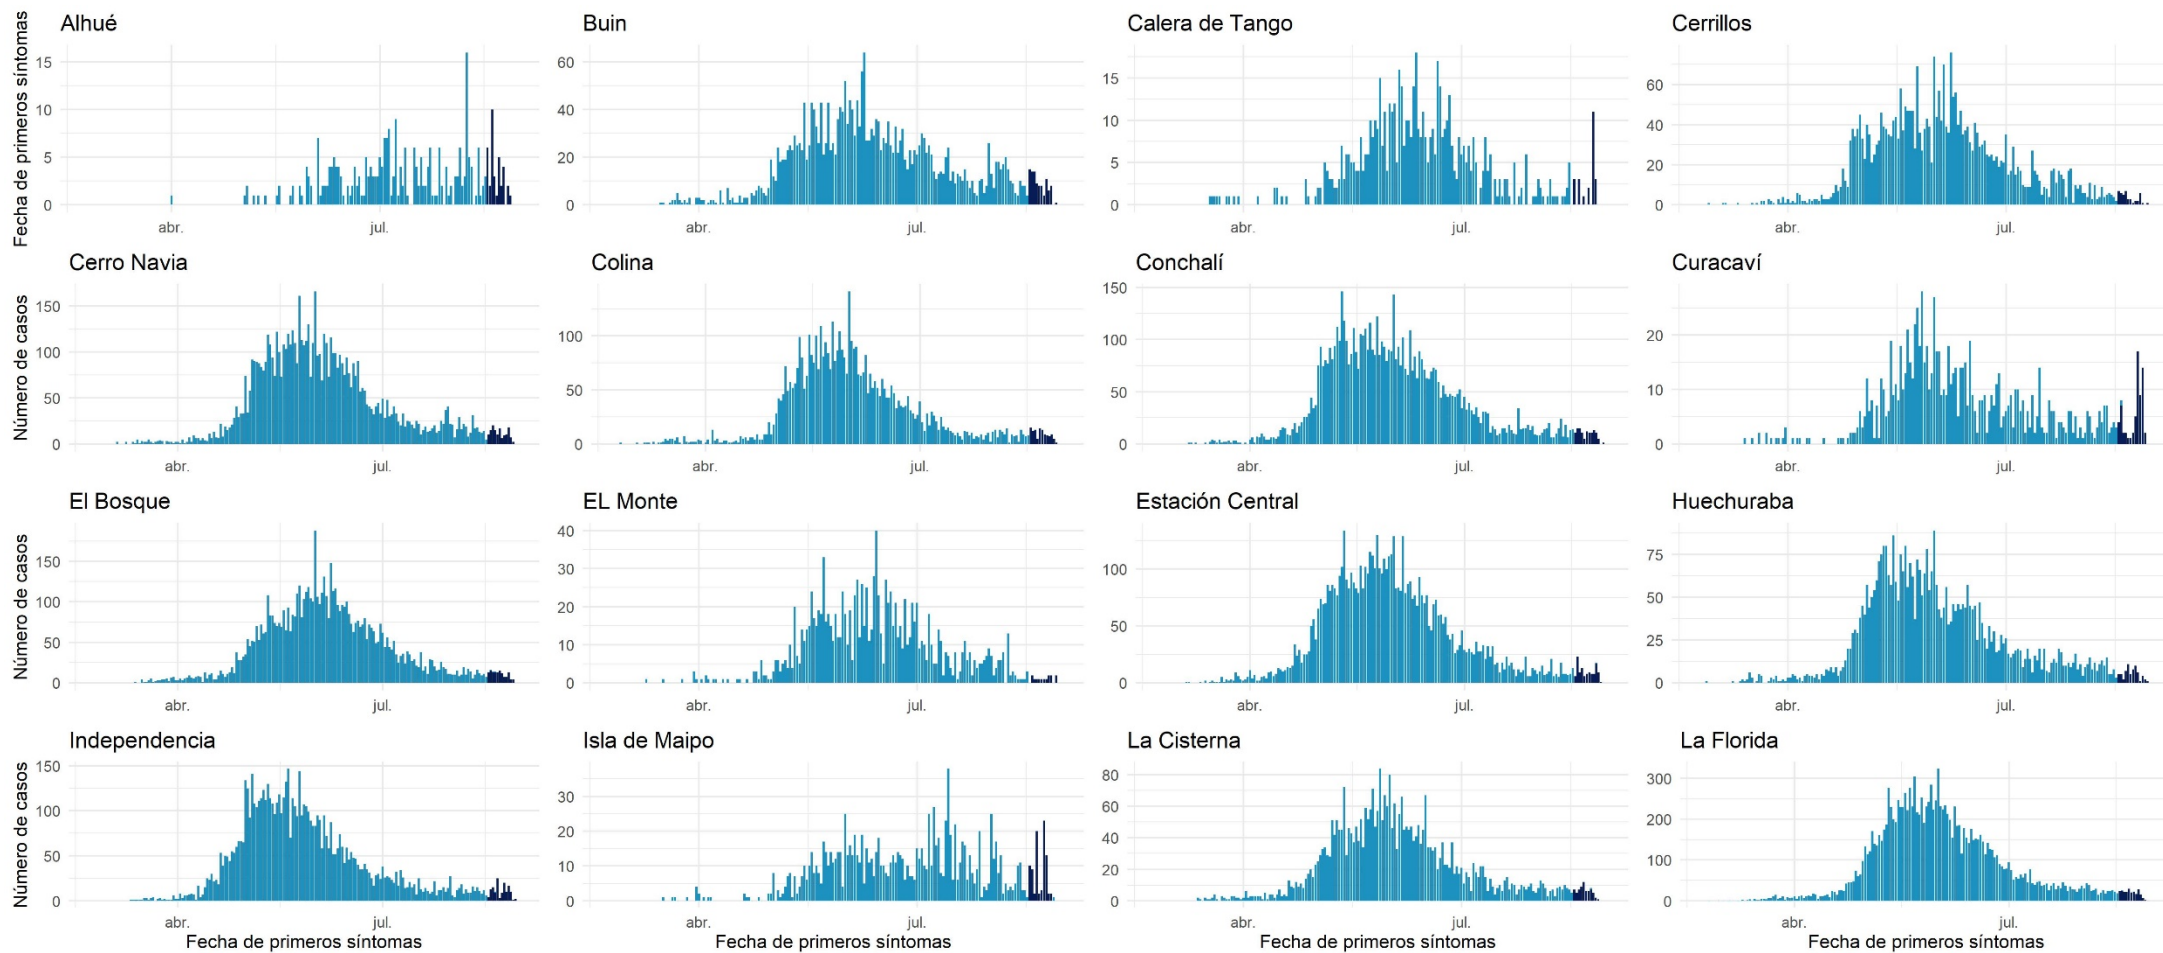 Alhué
Buin
Calera de Tango
Cerrillos
Fecha de primeros síntomas
15
10
5
0
abr.
jul.
60
40
20
0
abr.
jul.
15
10
5
0
abr.
jul.
60
40
20
0
abr.
jul.
Cerro Navia
Colina
Conchalí
Curacaví
Número de casos
150
100
50
0
abr.
jul.
100
50
0
abr.
jul.
150
100
50
0
abr.
jul.
20
10
0
abr.
jul.
El Bosque
EL Monte
Estación Central
Huechuraba
Número de casos
150
100
50
0
abr.
jul.
40
30
20
10
0
abr.
jul.
100
50
0
abr.
jul.
75
50
25
0
abr.
jul.
Independencia
Isla de Maipo
La Cisterna
La Florida
Número de casos
150
100
50
0
abr.
jul.
Fecha de primeros síntomas
30
20
10
0
abr.
jul.
Fecha de primeros síntomas
80
60
40
20
0
abr.
jul.
Fecha de primeros síntomas
300
200
100
0
abr.
jul.
Fecha de primeros síntomas